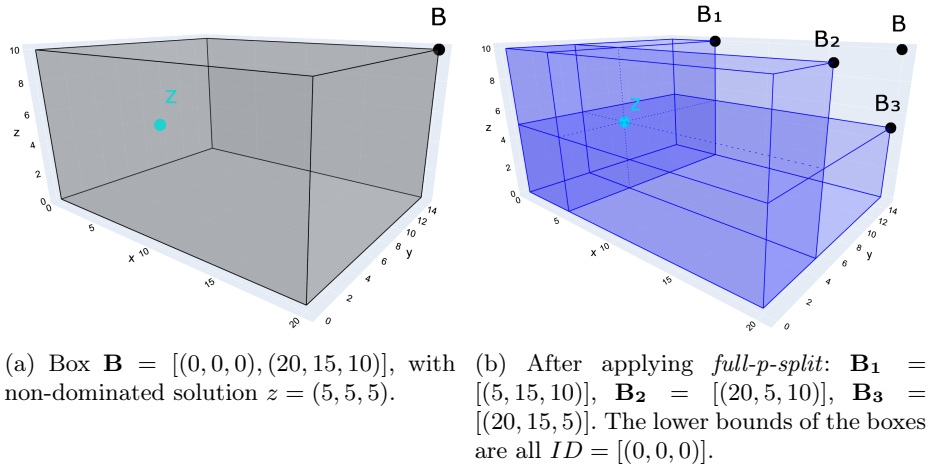 B
z
10
8
6
4
2
0
0
5
x 10
15
20
0
2
4
6
8
10
12
14
y
z
B₁
B₂
B
B₃
z
10
8
6
4
2
0
0
5
x 10
15
20
0
2
4
6
8
10
12
14
y
z
(a) Box B = [(0, 0, 0), (20, 15, 10)], with
non-dominated solution z = (5, 5, 5).
(b) After applying full-p-split: B₁ =
[(5, 15, 10)], B₂ = [(20, 5, 10)], B₃ =
[(20, 15, 5)]. The lower bounds of the boxes
are all ID = [(0, 0, 0)].